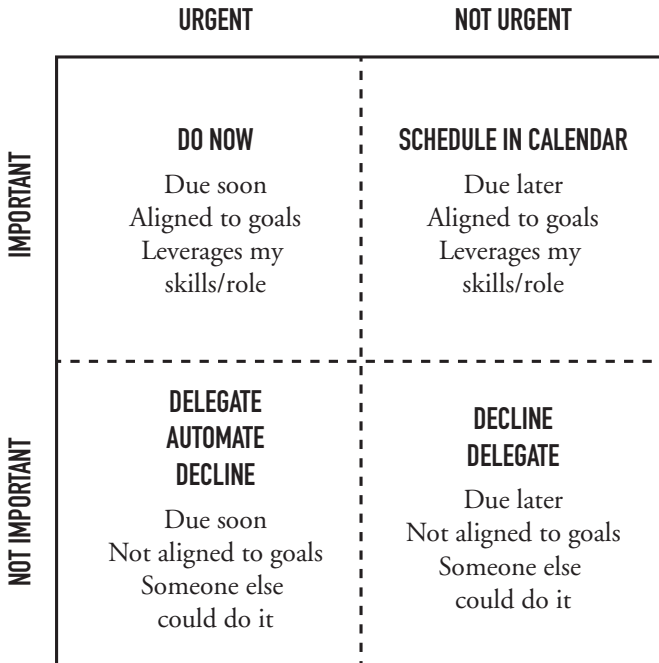 URGENT
NOT URGENT
IMPORTANT
DO NOW
Due soon
Aligned to goals
Leverages my
skills/role
SCHEDULE IN CALENDAR
Due later
Aligned to goals
Leverages my
skills/role
NOT IMPORTANT
DELEGATE
AUTOMATE
DECLINE
Due soon
Not aligned to goals
Someone else
could do it
DECLINE
DELEGATE
Due later
Not aligned to goals
Someone else
could do it